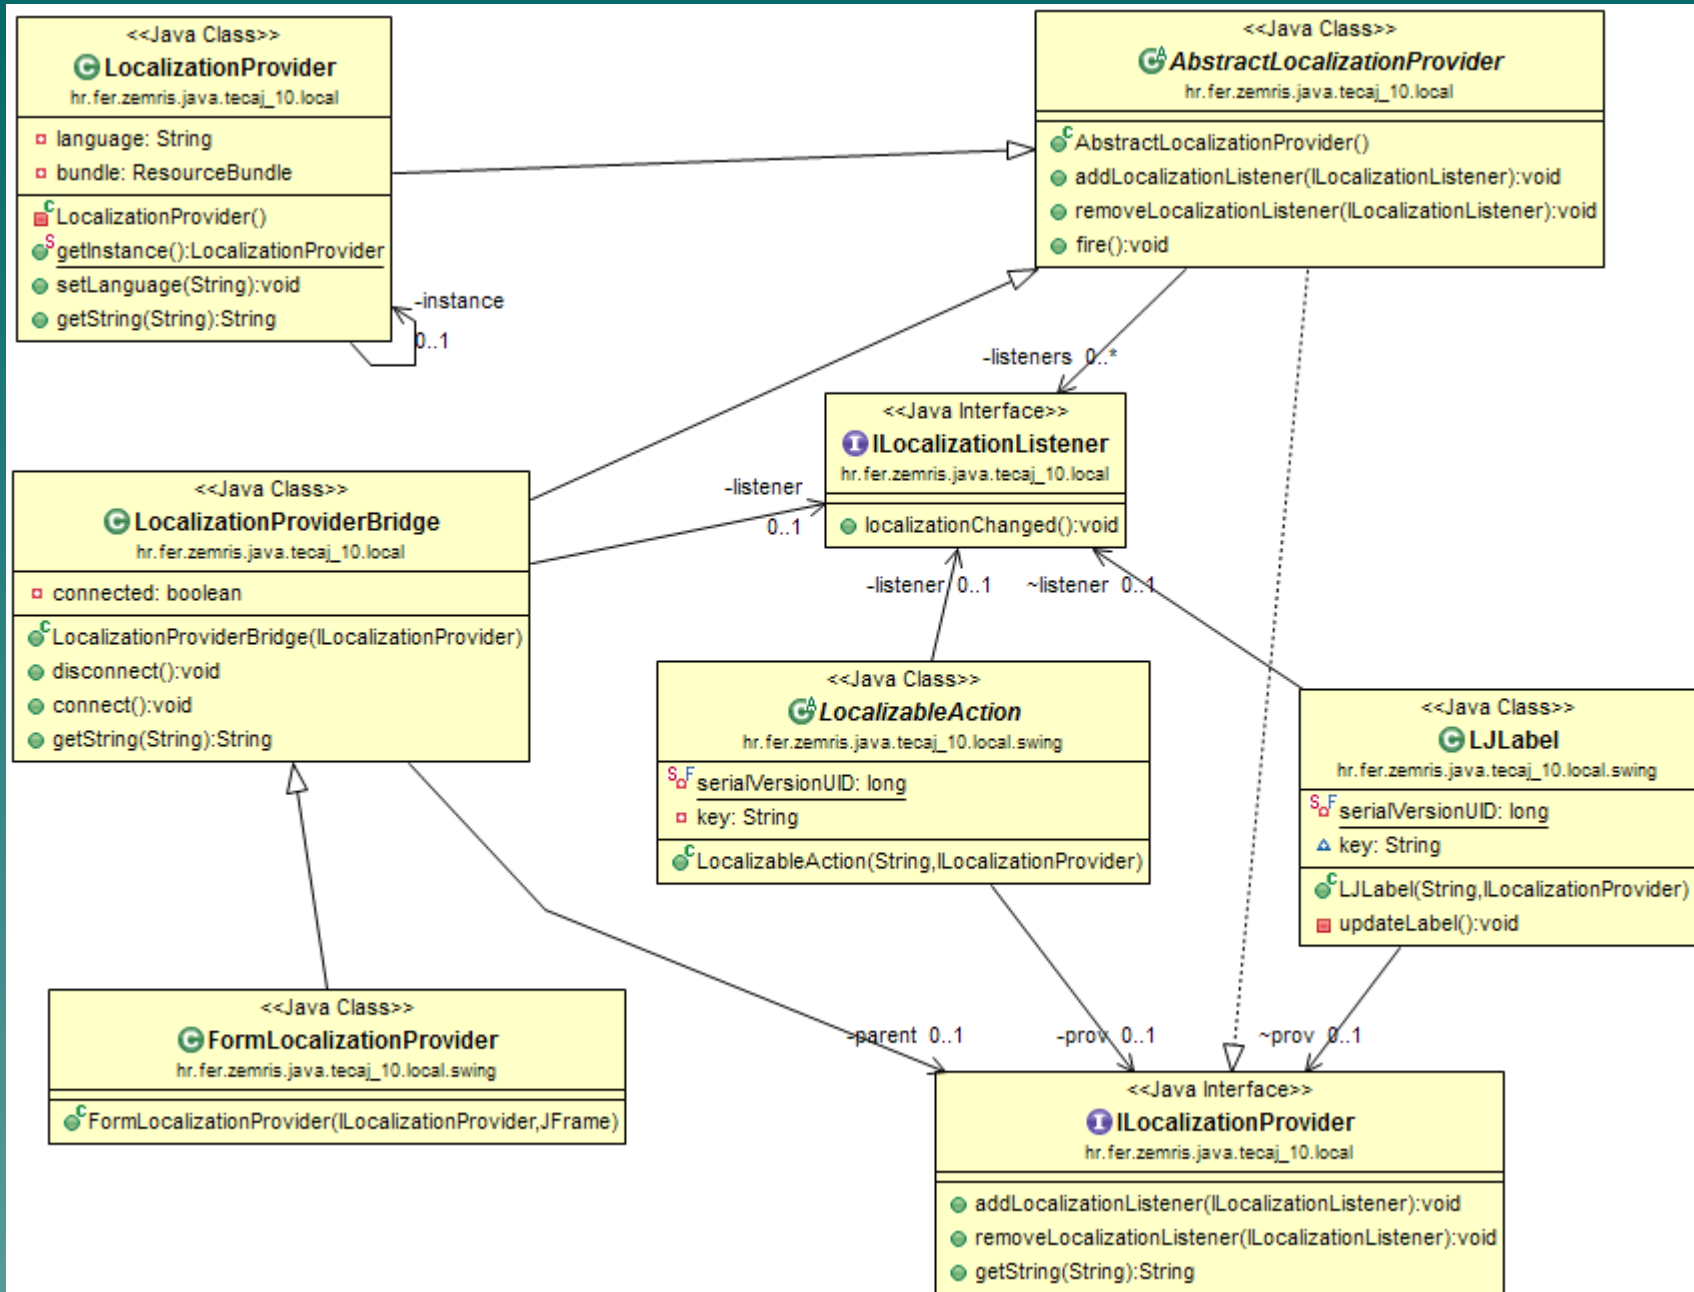 <<Java Class>>
LocalizationProvider
hr.fer.zemris.java.tecaj_10.local
language: String
bundle: ResourceBundle
LocalizationProvider()
getInstance():LocalizationProvider
setLanguage(String):void
getString(String):String
-instance
0..1
<<Java Class>>
AbstractLocalizationProvider
hr.fer.zemris.java.tecaj_10.local
AbstractLocalizationProvider()
addLocalizationListener(ILocalizationListener):void
removeLocalizationListener(ILocalizationListener):void
fire():void
-listeners 0..*
<<Java Interface>>
ILocalizationListener
hr.fer.zemris.java.tecaj_10.local
localizationChanged():void
-listener
0..1
-listener 0..1
~listener 0..1
<<Java Class>>
LocalizationProviderBridge
hr.fer.zemris.java.tecaj_10.local
connected: boolean
LocalizationProviderBridge(ILocalizationProvider)
disconnect():void
connect():void
getString(String):String
<<Java Class>>
LocalizableAction
hr.fer.zemris.java.tecaj_10.local.swing
serialVersionUID: long
key: String
LocalizableAction(String,ILocalizationProvider)
<<Java Class>>
LJLabel
hr.fer.zemris.java.tecaj_10.local.swing
serialVersionUID: long
key: String
LJLabel(String,ILocalizationProvider)
updateLabel():void
<<Java Class>>
FormLocalizationProvider
hr.fer.zemris.java.tecaj_10.local.swing
FormLocalizationProvider(ILocalizationProvider,JFrame)
-parent 0..1
-prov 0..1
~prov 0..1
<<Java Interface>>
ILocalizationProvider
hr.fer.zemris.java.tecaj_10.local
addLocalizationListener(ILocalizationListener):void
removeLocalizationListener(ILocalizationListener):void
getString(String):String